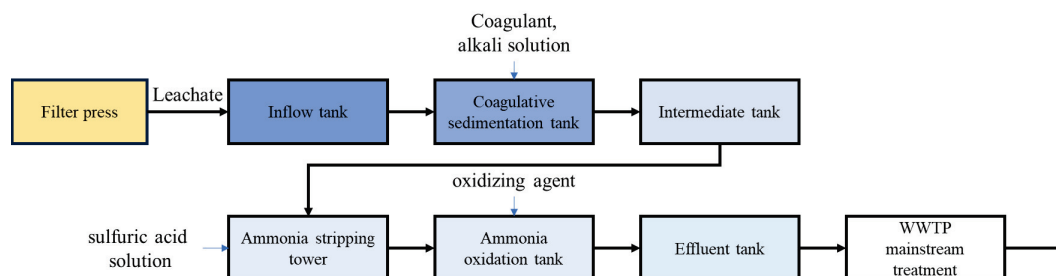 Coagulant,
alkali solution
Filter press
Leachate
Inflow tank
Coagulative
sedimentation tank
Intermediate tank
oxidizing agent
sulfuric acid
solution
Ammonia stripping
tower
Ammonia
oxidation tank
Effluent tank
WWTP
mainstream
treatment